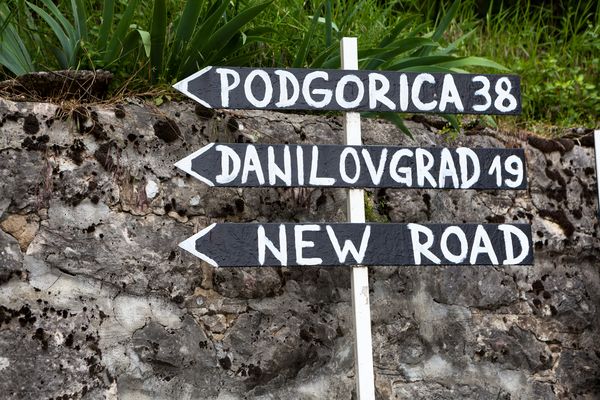 PODGORICA 38
DANILOVGRAD 19
NEW ROAD